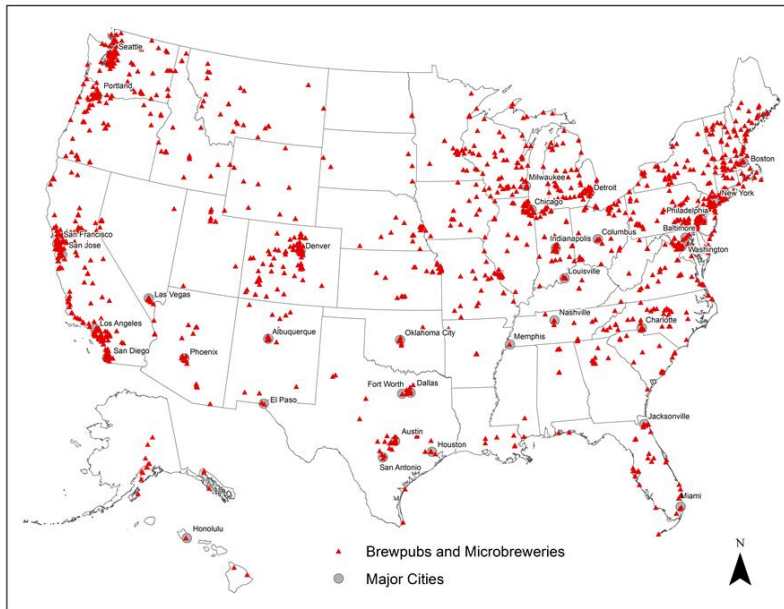 Seattle
Portland
Boston
Milwaukee
Detroit
New York
Chicago
Philadelphia
Baltimore
Columbus
San Francisco
Denver
Indianapolis
Washington
San Jose
Louisville
Las Vegas
Nashville
Charlotte
Los Angeles
Albuquerque
Oklahoma City
Memphis
San Diego
Phoenix
Fort Worth
Dallas
El Paso
Jacksonville
Austin
Houston
San Antonio
Miami
Honolulu
N
Brewpubs and Microbreweries
Major Cities